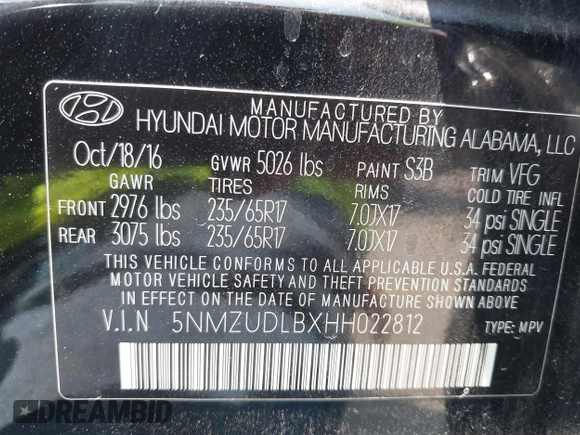 MANUFACTURED BY
HYUNDAI MOTOR MANUFACTURING ALABAMA, LLC
Oct/18/16 GVWR 5026 lbs PAINT S3B TRIM VFG
GAWR TIRES RIMS COLD TIRE INFL
FRONT 2976 lbs 235/65R17 7.0JX17 34 psi SINGLE
REAR 3075 lbs 235/65R17 7.0JX17 34 psi SINGLE
THIS VEHICLE CONFORMS TO ALL APPLICABLE U.S.A. FEDERAL
MOTOR VEHICLE SAFETY AND THEFT PREVENTION STANDARDS
IN EFFECT ON THE DATE OF MANUFACTURE SHOWN ABOVE.
V.I.N 5NMZUDLBXHH022812 TYPE: MPV
DREAMBID